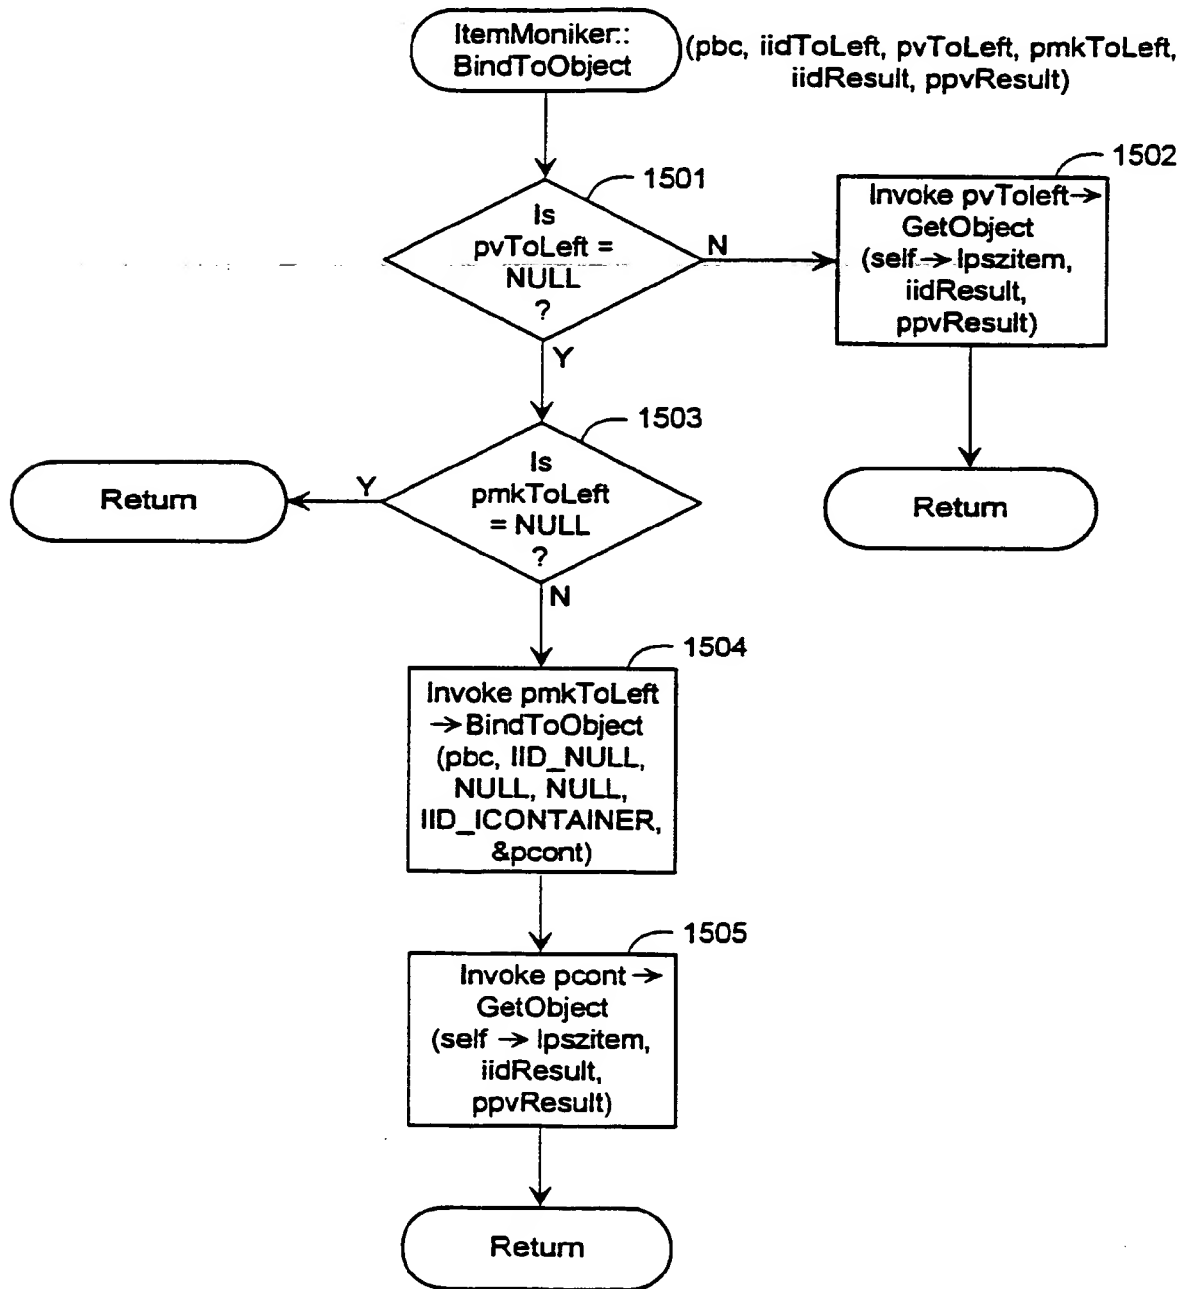 ItemMoniker::
BindToObject
(pbc, iidToLeft, pvToLeft, pmkToLeft,
iidResult, ppvResult)
1501
Is
pvToLeft =
NULL
?
N
Y
1502
Invoke pvToleft→
GetObject
(self→ lpszitem,
iidResult,
ppvResult)
Return
1503
Is
pmkToLeft
= NULL
?
Y
N
Return
1504
Invoke pmkToLeft
→BindToObject
(pbc, IID_NULL,
NULL, NULL,
IID_ICONTAINER,
&pcont)
1505
Invoke pcont→
GetObject
(self → lpszitem,
iidResult,
ppvResult)
Return